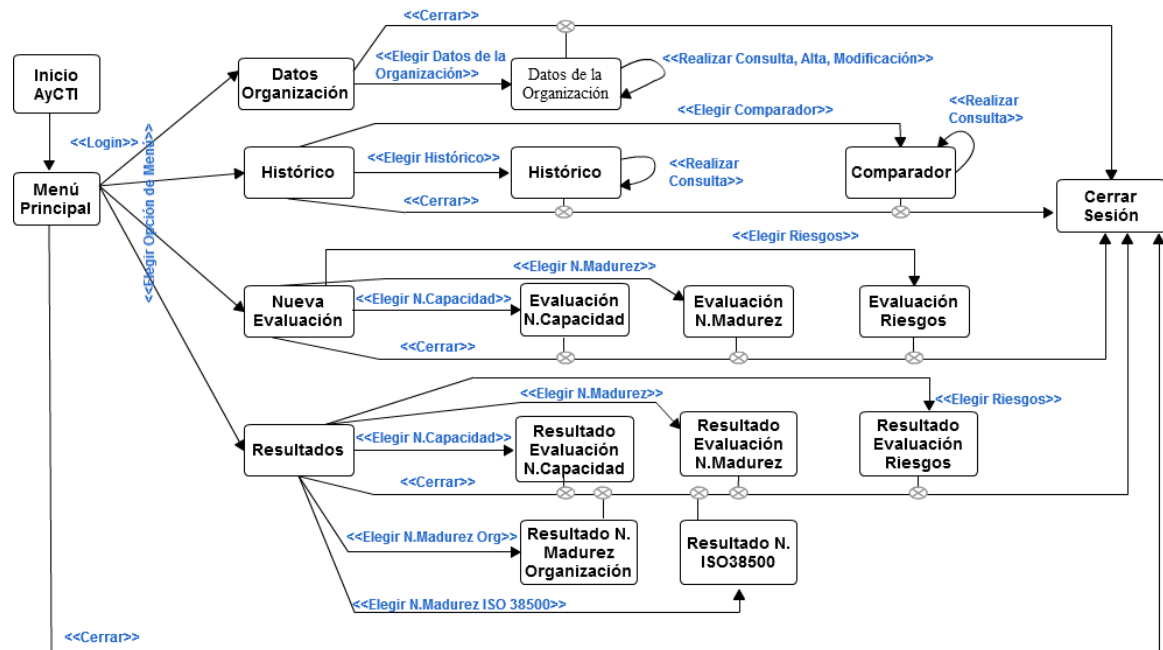 <<Cerrar>>
Inicio
AyCTI
Datos
Organización
<<Elegir Datos de la
Organización>>
Datos de la
Organización
<<Realizar Consulta, Alta, Modificación>>
<<Login>>
<<Elegir Opción de Menú>>
Menú
Principal
<<Elegir Comparador>>
<<Realizar
Consulta>>
Histórico
<<Elegir Histórico>>
Histórico
<<Realizar
Consulta>>
Comparador
<<Cerrar>>
Cerrar
Sesión
<<Elegir Riesgos>>
<<Elegir N.Madurez>>
Nueva
Evaluación
<<Elegir N.Capacidad>>
Evaluación
N.Capacidad
Evaluación
N.Madurez
Evaluación
Riesgos
<<Cerrar>>
<<Elegir N.Madurez>>
<<Elegir Riesgos>>
Resultados
<<Elegir N.Capacidad>>
Resultado
Evaluación
N.Capacidad
Resultado
Evaluación
N.Madurez
Resultado
Evaluación
Riesgos
<<Cerrar>>
<<Elegir N.Madurez Org>>
Resultado N.
Madurez
Organización
Resultado N.
ISO38500
<<Elegir N.Madurez ISO 38500>>
<<Cerrar>>